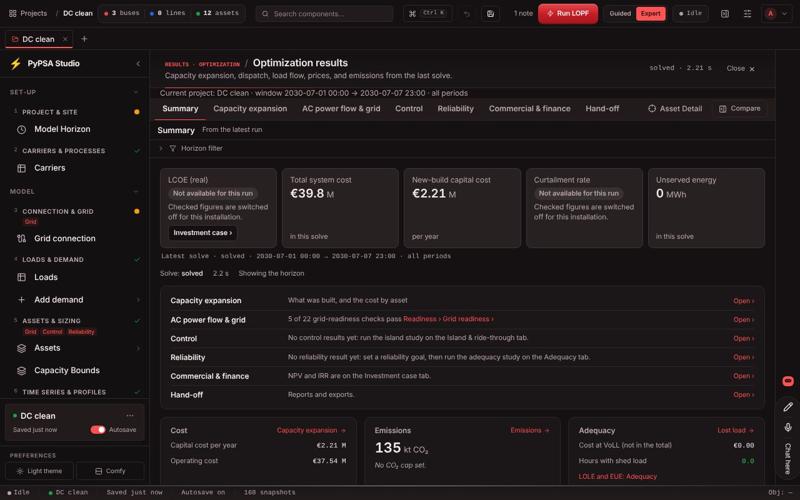 Projects / DC clean
3 buses 0 lines 12 assets
Search components...
Ctrl K
1 note
Run LOPF
Guided Expert
Idle
A
DC clean
PyPSA Studio
SET-UP
1 PROJECT & SITE
Model Horizon
2 CARRIERS & PROCESSES
Carriers
MODEL
3 CONNECTION & GRID
Grid
Grid connection
4 LOADS & DEMAND
Loads
Add demand
5 ASSETS & SIZING
Grid Control Reliability
Assets
Capacity Bounds
6 TIME SERIES & PROFILES
DC clean
Saved just now
Autosave
PREFERENCES
Light theme
Comfy
RESULTS · OPTIMIZATION / Optimization results
Capacity expansion, dispatch, load flow, prices, and emissions from the last solve.
solved · 2.21 s
Close ×
Current project: DC clean · window 2030-07-01 00:00 → 2030-07-07 23:00 · all periods
Summary Capacity expansion AC power flow & grid Control Reliability Commercial & finance Hand-off
Asset Detail
Compare
Summary From the latest run
Horizon filter
LCOE (real)
Not available for this run
Checked figures are switched off for this installation.
Investment case ›
Total system cost
€39.8 M
in this solve
New-build capital cost
€2.21 M
per year
Curtailment rate
Not available for this run
Checked figures are switched off for this installation.
Unserved energy
0 MWh
in this solve
Latest solve · solved · 2030-07-01 00:00 → 2030-07-07 23:00 · all periods
Solve: solved 2.2 s Showing the horizon
Capacity expansion What was built, and the cost by asset Open ›
AC power flow & grid 5 of 22 grid-readiness checks pass Readiness › Grid readiness › Open ›
Control No control results yet: run the island study on the Island & ride-through tab. Open ›
Reliability No reliability result yet: set a reliability goal, then run the adequacy study on the Adequacy tab. Open ›
Commercial & finance NPV and IRR are on the Investment case tab. Open ›
Hand-off Reports and exports. Open ›
Cost Capacity expansion →
Capital cost per year €2.21 M
Operating cost €37.54 M
Emissions Emissions →
135 kt CO₂
No CO₂ cap set.
Adequacy Lost load →
Cost at VoLL (not in the total) €0.00
Hours with shed load 0.0
LOLE and EUE: Adequacy
Chat here
Idle DC clean Saved just now Autosave on 168 snapshots Obj: —